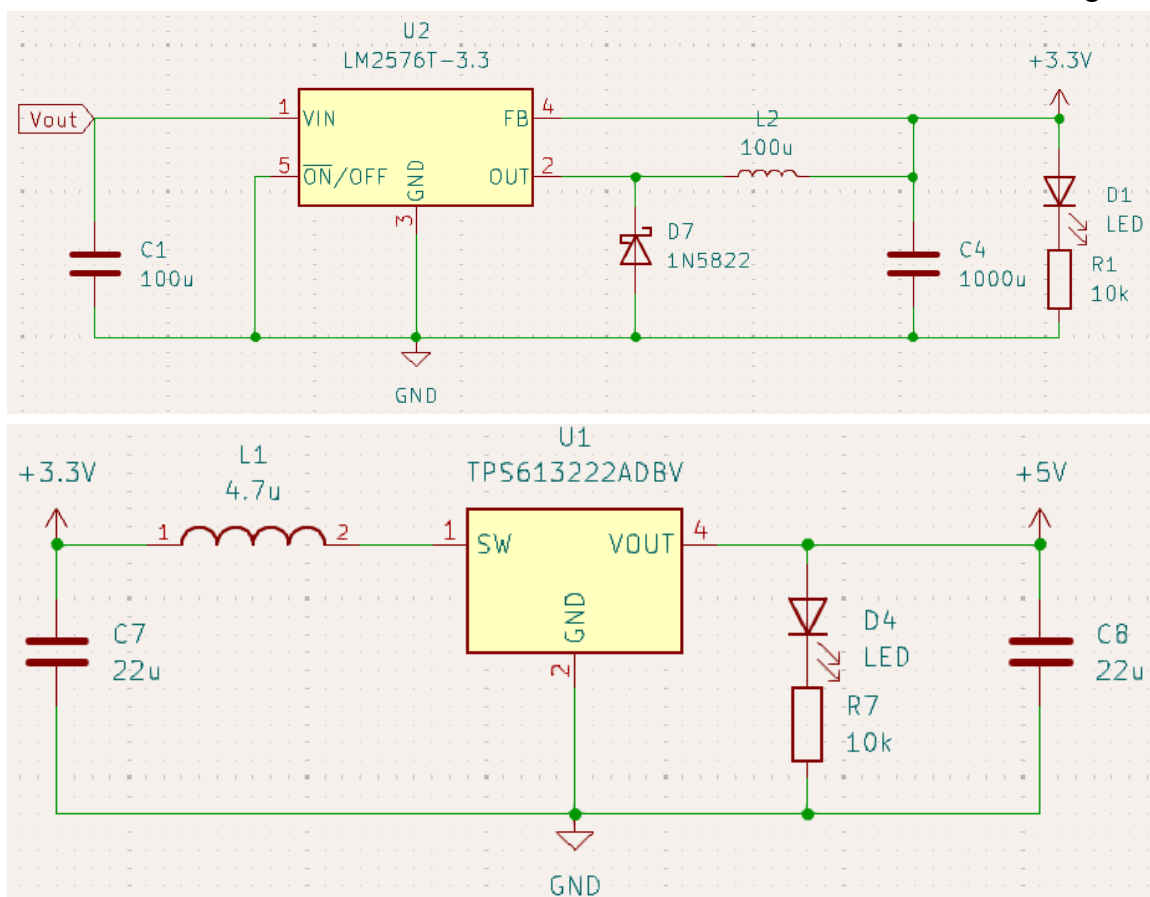 U2
LM2576T-3.3
+3.3V
Vout
1
VIN
FB
4
L2
100u
5
ON/OFF
GND
OUT
2
3
D7
1N5822
D1
LED
C1
100u
C4
1000u
R1
10k
GND
U1
TPS613222ADBV
+3.3V
L1
4.7u
+5V
1
2
1
SW
VOUT
4
GND
2
C7
22u
D4
LED
C8
22u
R7
10k
GND